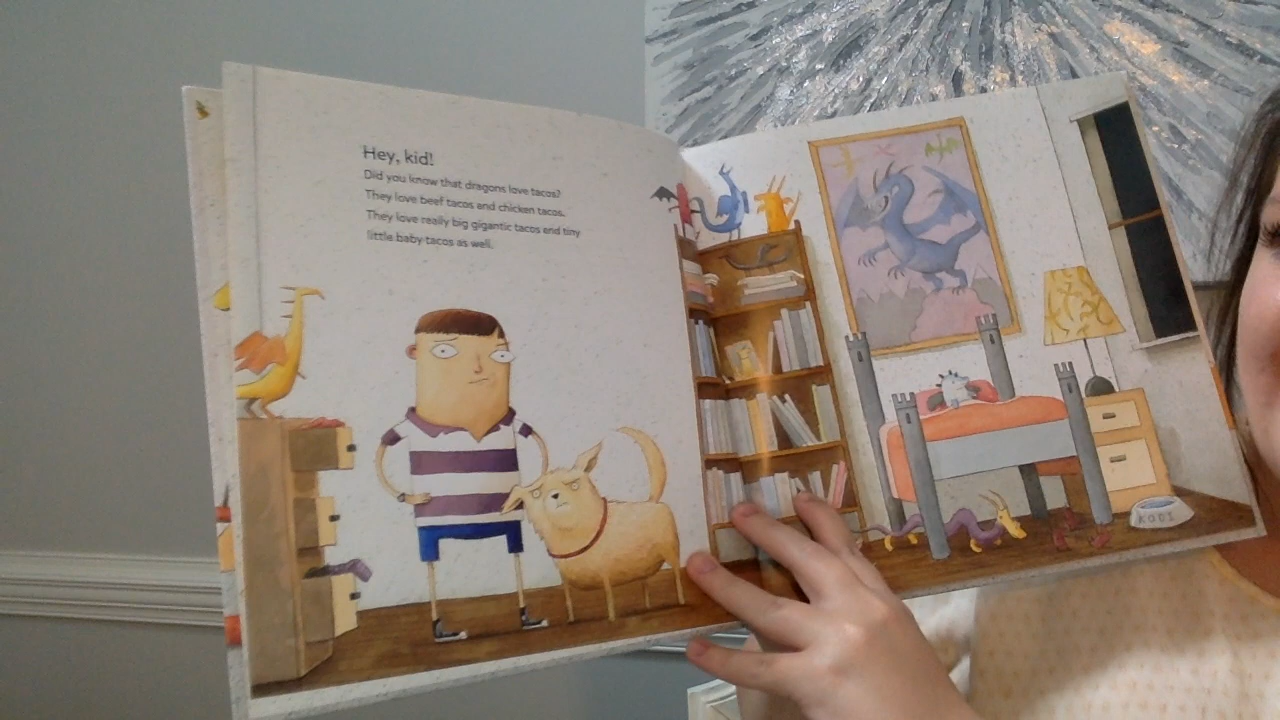 Hey, kid!
Did you know that dragons love tacos?
They love beef tacos and chicken tacos.
They love really big gigantic tacos and tiny
little baby tacos as well.
KODI